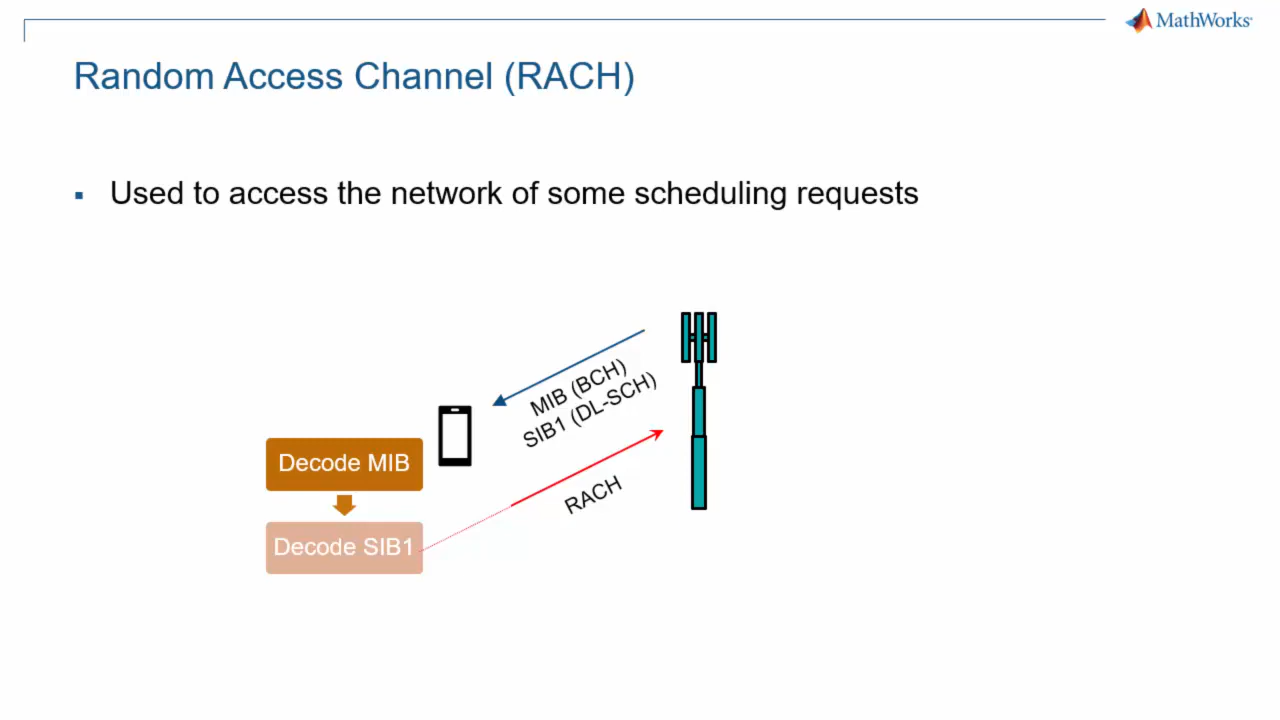 MathWorks
Random Access Channel (RACH)
Used to access the network of some scheduling requests
MIB (BCH)
SIB1 (DL-SCH)
Decode MIB
RACH
Decode SIB1